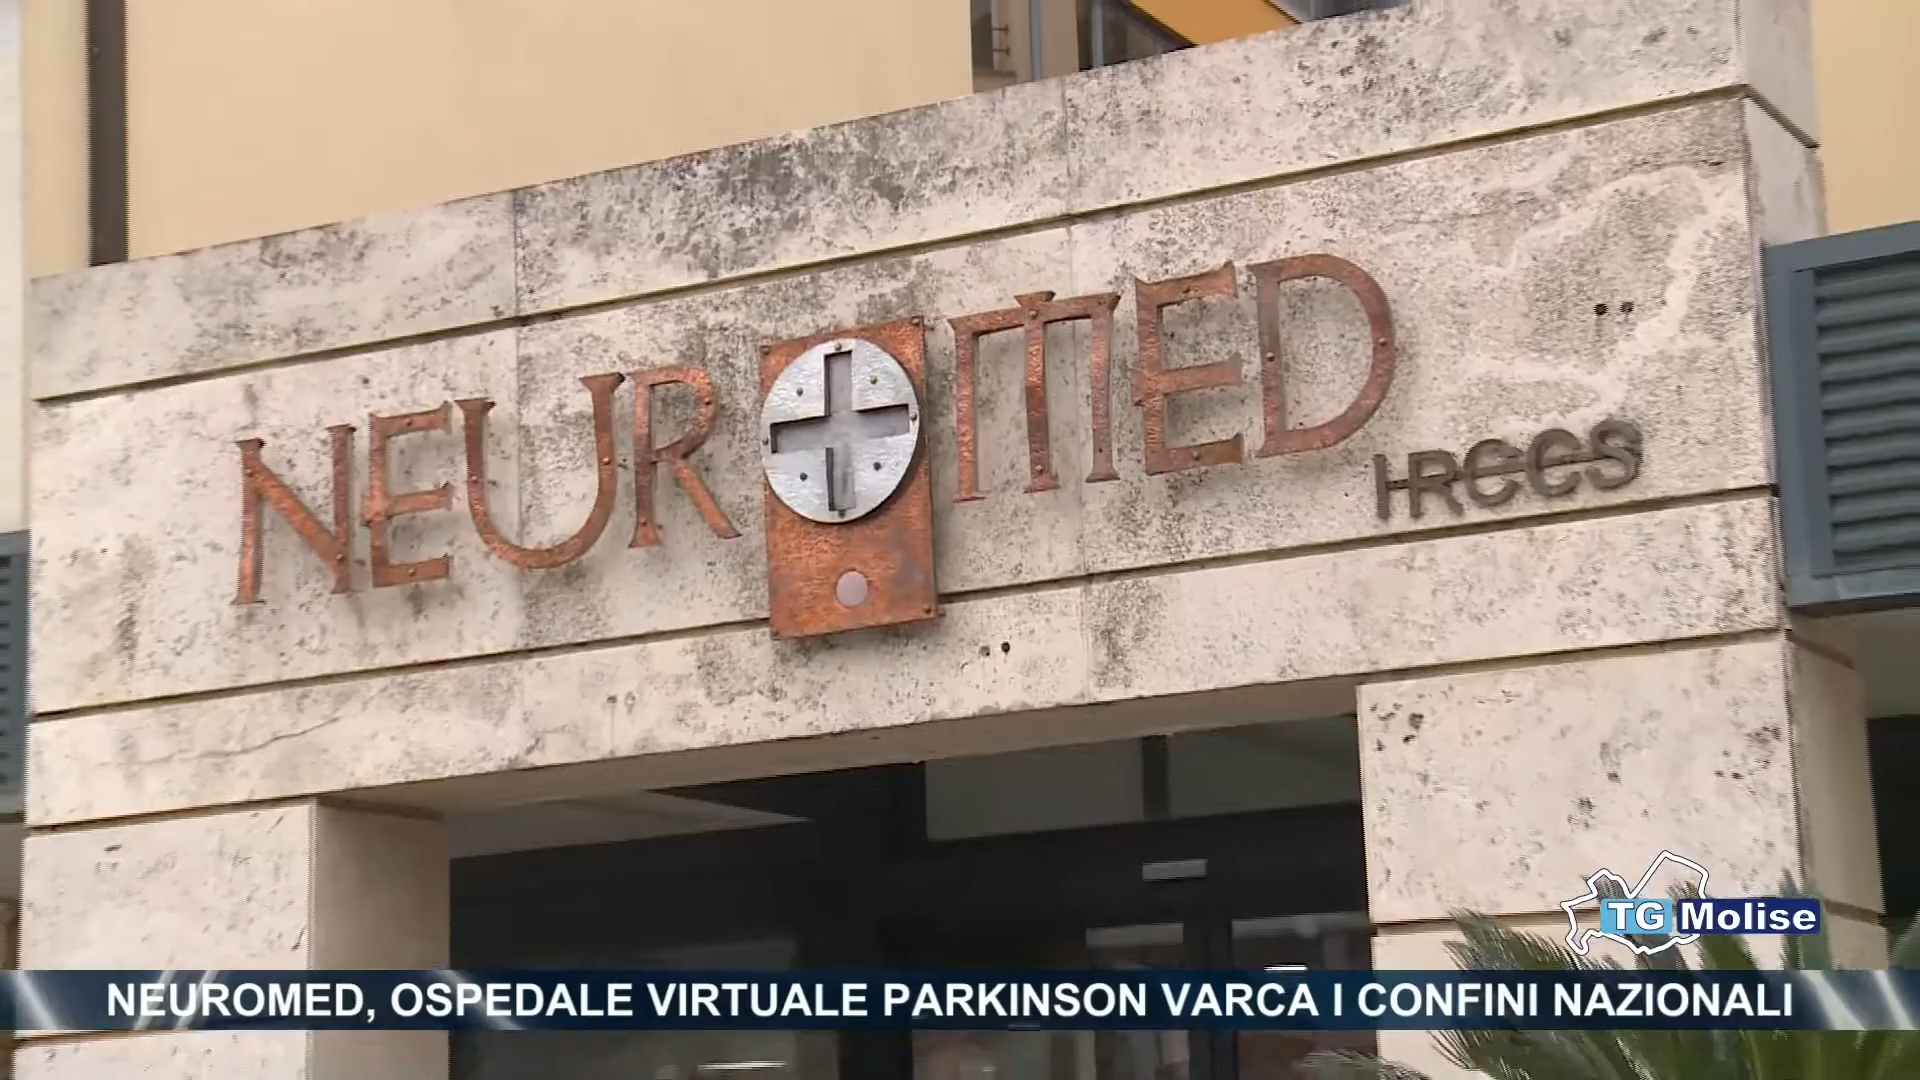 NEUROMED
IRCCS
TG Molise
NEUROMED, OSPEDALE VIRTUALE PARKINSON VARCA I CONFINI NAZIONALI